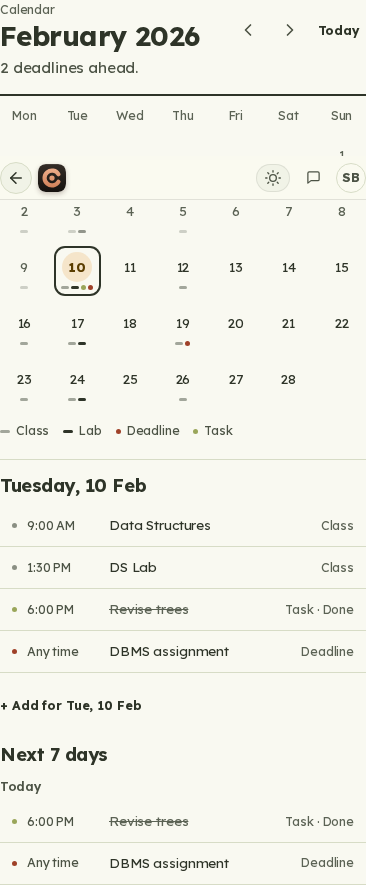 Calendar
February 2026
Today
2 deadlines ahead.
Mon Tue Wed Thu Fri Sat Sun
1
SB
2 3 4 5 6 7 8
9 10 11 12 13 14 15
16 17 18 19 20 21 22
23 24 25 26 27 28
Class Lab Deadline Task
Tuesday, 10 Feb
9:00 AM Data Structures Class
1:30 PM DS Lab Class
6:00 PM Revise trees Task · Done
Any time DBMS assignment Deadline
+ Add for Tue, 10 Feb
Next 7 days
Today
6:00 PM Revise trees Task · Done
Any time DBMS assignment Deadline